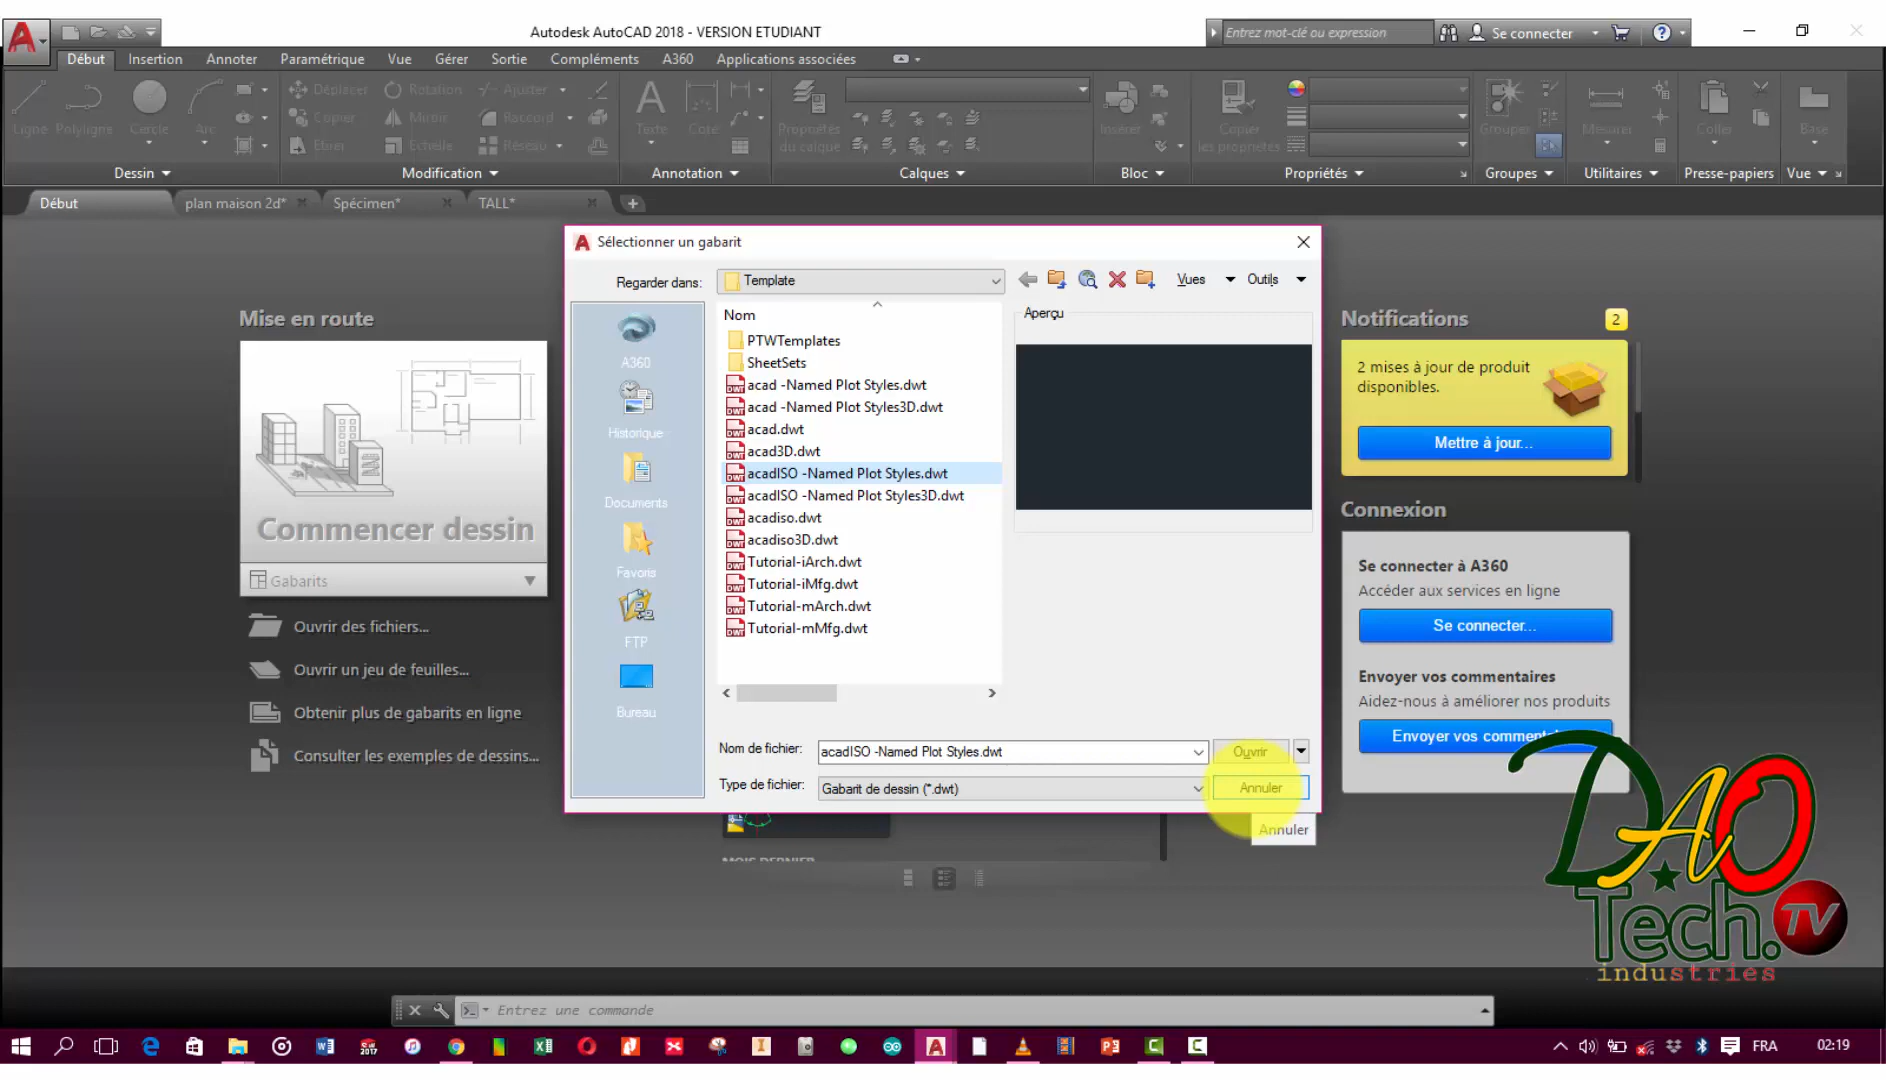 Autodesk AutoCAD 2018 - VERSION ETUDIANT
Entrez mot-clé ou expression
Se connecter
Début
Insertion
Annoter
Paramétrique
Vue
Gérer
Sortie
Compléments
A360
Applications associées
Ligne
Polyligne
Cercle
Arc
Déplacer
Rotation
Ajuster
Copier
Miroir
Raccord
Etirer
Echelle
Réseau
Texte
Cote
Propriétés
du calque
Insérer
Copier
les propriétés
Grouper
Mesurer
Coller
Base
Dessin
Modification
Annotation
Calques
Bloc
Propriétés
Groupes
Utilitaires
Presse-papiers
Vue
Début
plan maison 2d*
Spécimen*
TALL*
Sélectionner un gabarit
Regarder dans:
Template
Vues
Outils
A360
Historique
Documents
Favoris
FTP
Bureau
Nom
PTWTemplates
SheetSets
acad -Named Plot Styles.dwt
acad -Named Plot Styles3D.dwt
acad.dwt
acad3D.dwt
acadISO -Named Plot Styles.dwt
acadISO -Named Plot Styles3D.dwt
acadiso.dwt
acadiso3D.dwt
Tutorial-iArch.dwt
Tutorial-iMfg.dwt
Tutorial-mArch.dwt
Tutorial-mMfg.dwt
Aperçu
Nom de fichier:
acadISO -Named Plot Styles.dwt
Ouvrir
Type de fichier:
Gabarit de dessin (*.dwt)
Annuler
Annuler
Mise en route
Commencer dessin
Gabarits
Ouvrir des fichiers...
Ouvrir un jeu de feuilles...
Obtenir plus de gabarits en ligne
Consulter les exemples de dessins...
MOIS DERNIER
Notifications
2
2 mises à jour de produit
disponibles.
Mettre à jour...
Connexion
Se connecter à A360
Accéder aux services en ligne
Se connecter...
Envoyer vos commentaires
Aidez-nous à améliorer nos produits
Envoyer vos comment
DAO
Tech.
TV
industries
Entrez une commande
FRA
02:19